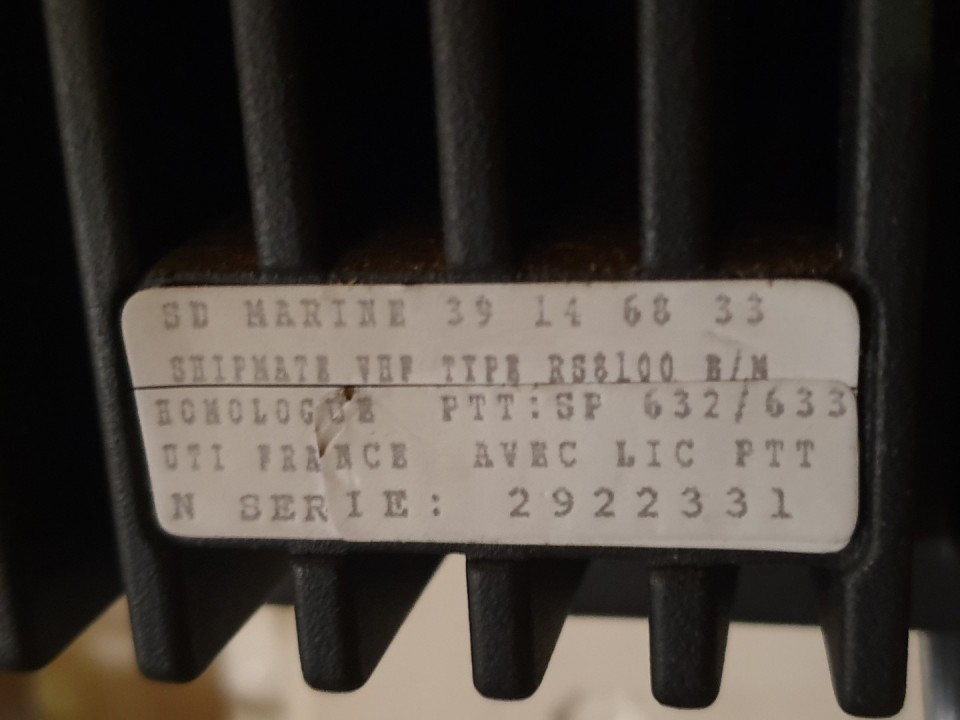 SD MARINE 39 14 68 33
SHIPMATE VHF TYPE RS8100 B/M
HOMOLOGUE PTT:SP 632/633
UTI FRANCE AVEC LIC PTT
N SERIE: 2922331